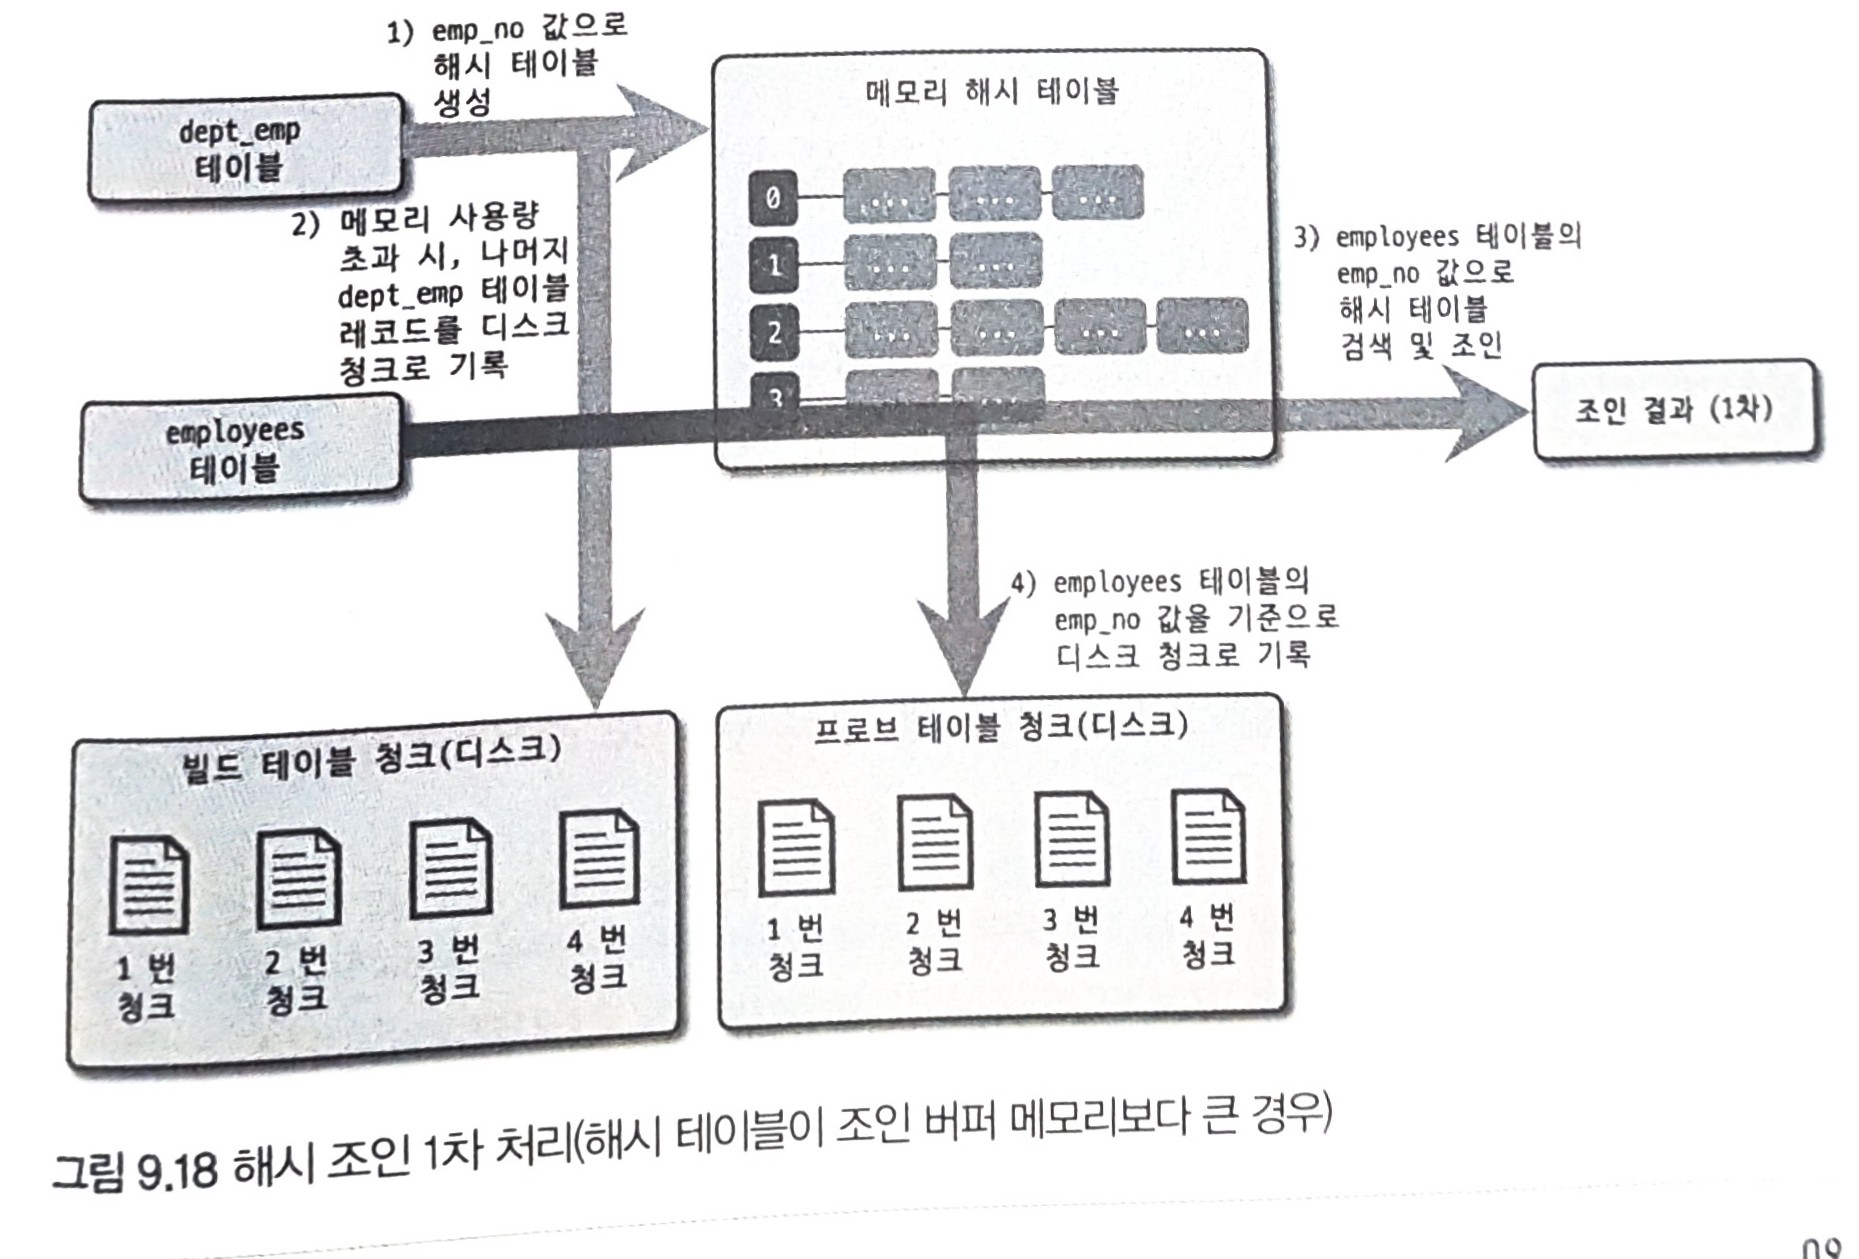 1) emp_no 값으로
해시 테이블
생성
dept_emp
테이블
메모리 해시 테이블
0
... ... ...
1
... ...
2
... ... ... ...
3
2) 메모리 사용량
초과 시, 나머지
dept_emp 테이블
레코드를 디스크
청크로 기록
3) employees 테이블의
emp_no 값으로
해시 테이블
검색 및 조인
employees
테이블
조인 결과 (1차)
4) employees 테이블의
emp_no 값을 기준으로
디스크 청크로 기록
빌드 테이블 청크(디스크)
1 번
청크
2 번
청크
3 번
청크
4 번
청크
프로브 테이블 청크(디스크)
1 번
청크
2 번
청크
3 번
청크
4 번
청크
그림 9.18 해시 조인 1차 처리(해시 테이블이 조인 버퍼 메모리보다 큰 경우)